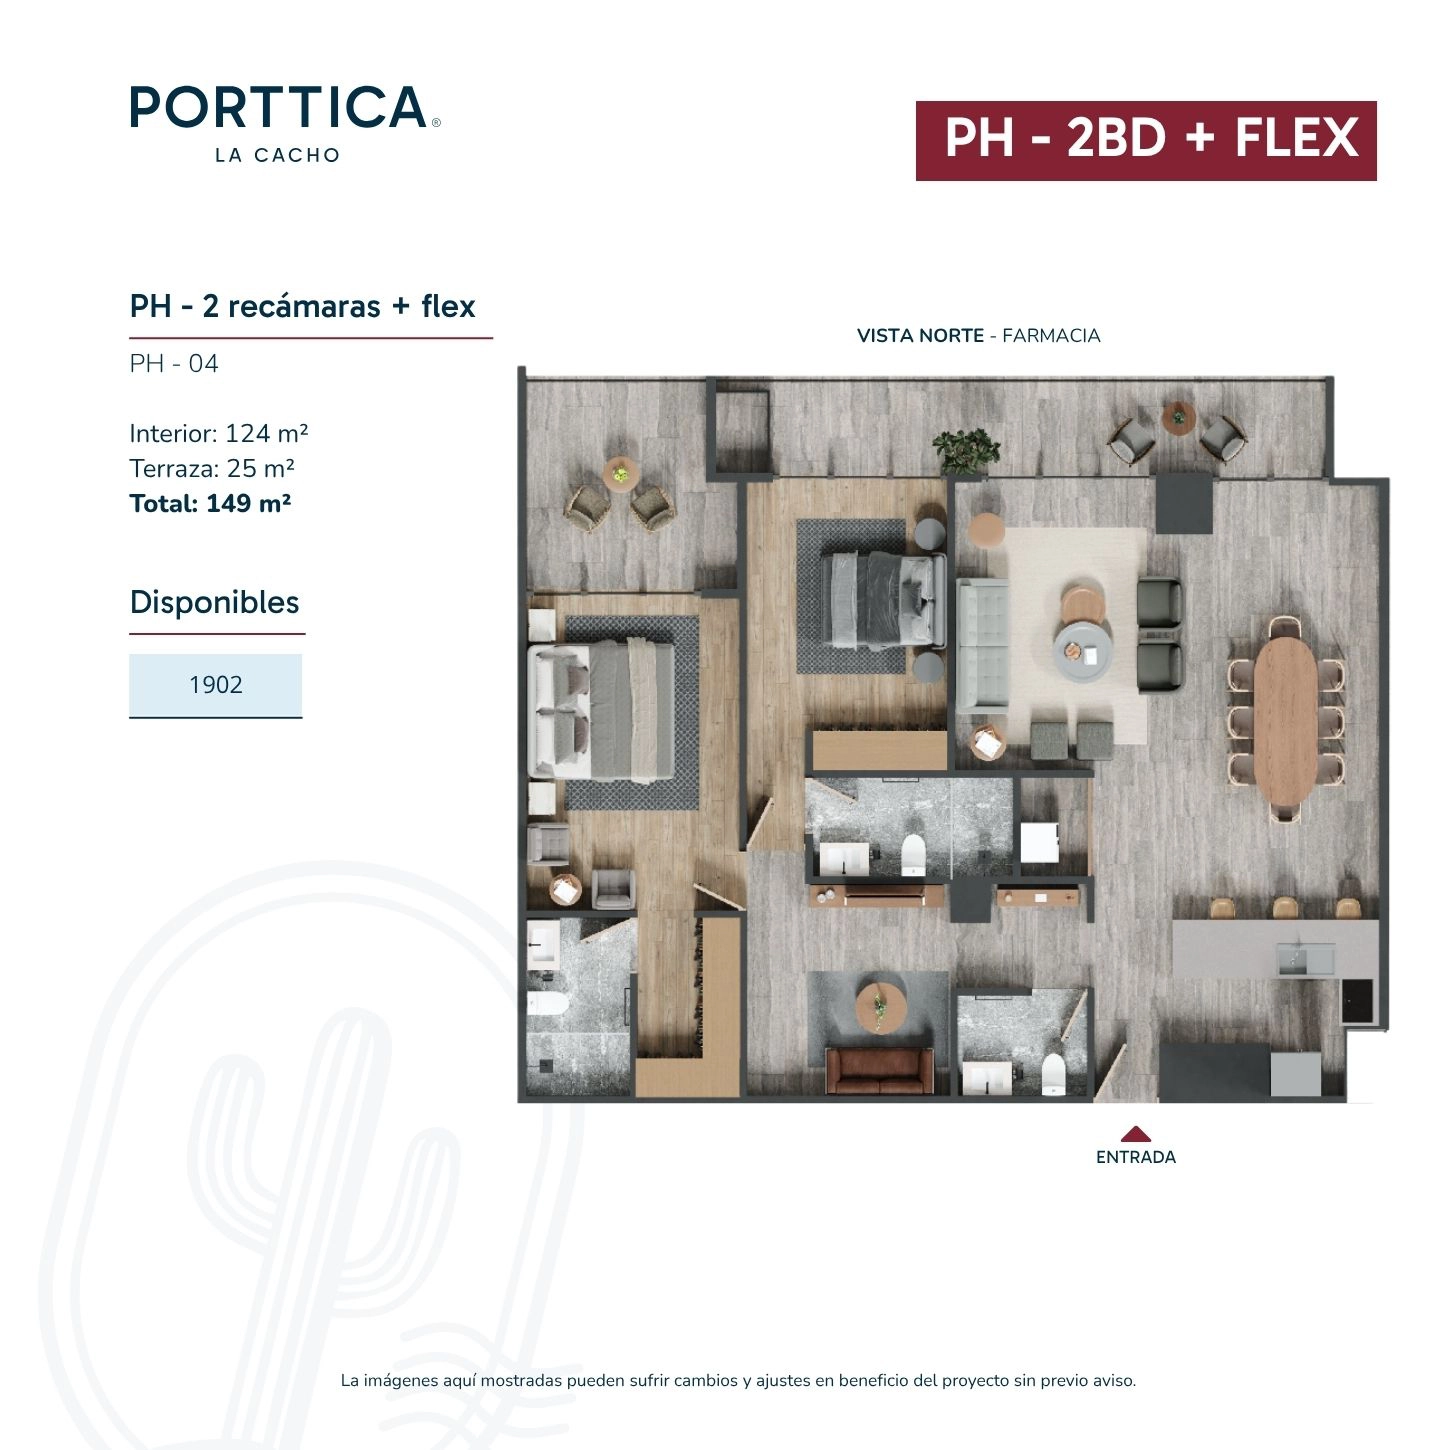 PORTTICA®
LA CACHO
PH - 2BD + FLEX
PH - 2 recámaras + flex
PH - 04
Interior: 124 m²
Terraza: 25 m²
Total: 149 m²
Disponibles
1902
VISTA NORTE - FARMACIA
ENTRADA
La imágenes aquí mostradas pueden sufrir cambios y ajustes en beneficio del proyecto sin previo aviso.